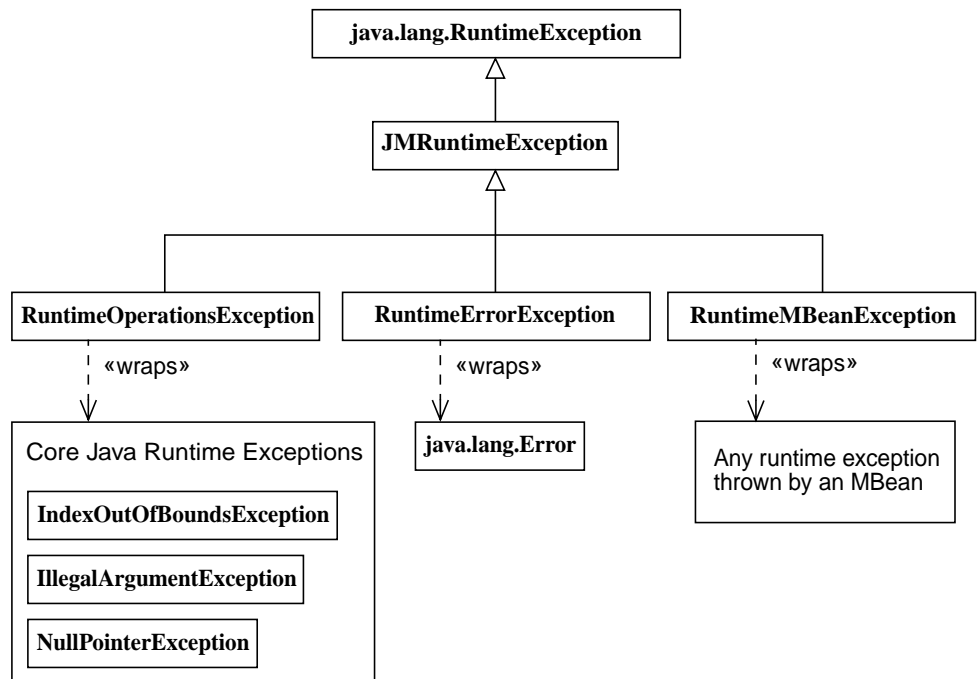 java.lang.RuntimeException
JMRuntimeException
RuntimeOperationsException
RuntimeErrorException
RuntimeMBeanException
«wraps»
«wraps»
«wraps»
Core Java Runtime Exceptions
IndexOutOfBoundsException
IllegalArgumentException
NullPointerException
java.lang.Error
Any runtime exception
thrown by an MBean